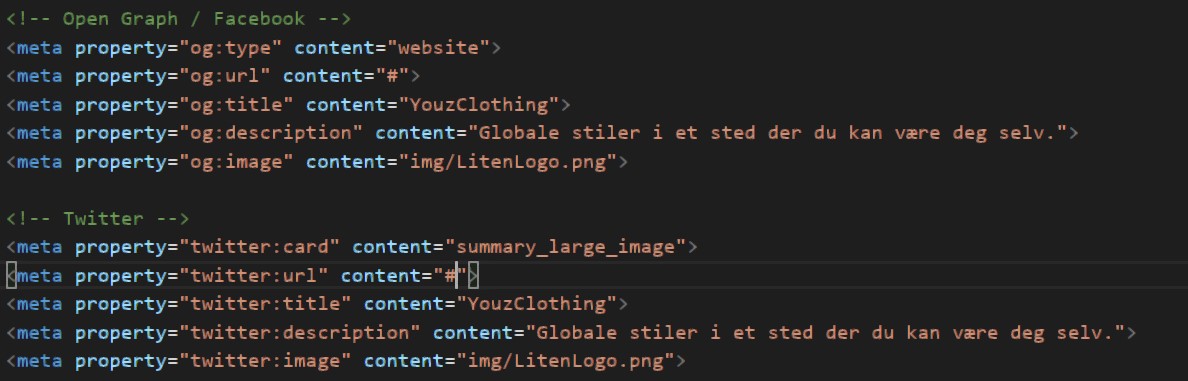 <!-- Open Graph / Facebook -->
<meta property="og:type" content="website">
<meta property="og:url" content="#">
<meta property="og:title" content="YouzClothing">
<meta property="og:description" content="Globale stiler i et sted der du kan være deg selv.">
<meta property="og:image" content="img/LitenLogo.png">
<!-- Twitter -->
<meta property="twitter:card" content="summary_large_image">
<meta property="twitter:url" content="#">
<meta property="twitter:title" content="YouzClothing">
<meta property="twitter:description" content="Globale stiler i et sted der du kan være deg selv.">
<meta property="twitter:image" content="img/LitenLogo.png">